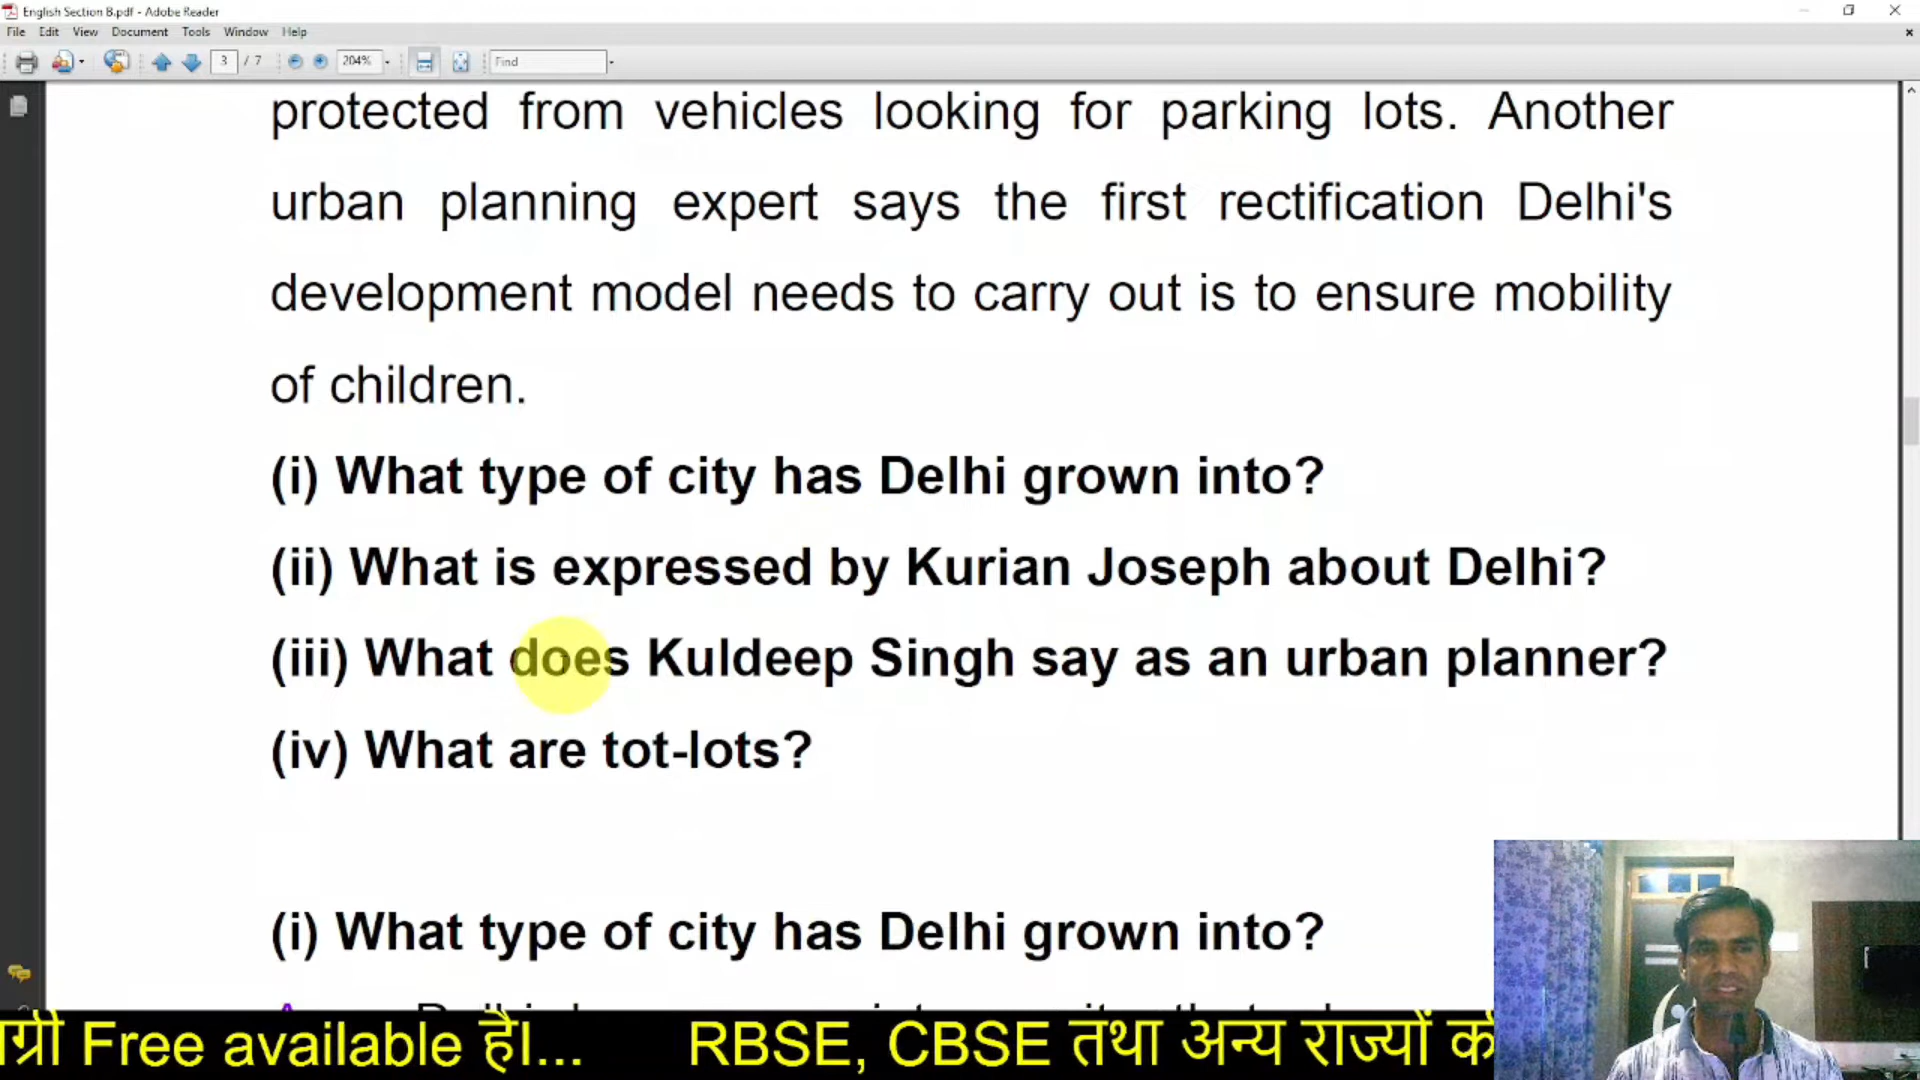 English Section B.pdf - Adobe Reader
File Edit View Document Tools Window Help
3 / 7 204% Find
protected from vehicles looking for parking lots. Another
urban planning expert says the first rectification Delhi's
development model needs to carry out is to ensure mobility
of children.
(i) What type of city has Delhi grown into?
(ii) What is expressed by Kurian Joseph about Delhi?
(iii) What does Kuldeep Singh say as an urban planner?
(iv) What are tot-lots?
(i) What type of city has Delhi grown into?
Free available है।... RBSE, CBSE तथा अन्य राज्यों की